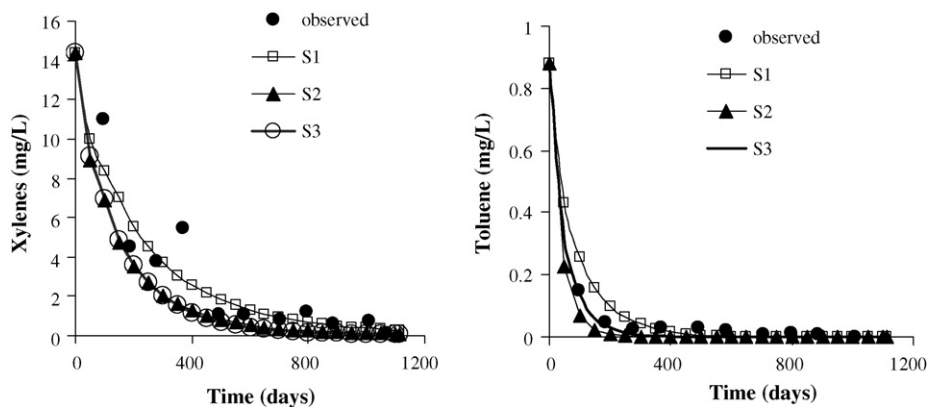 16
14
12
10
8
6
4
2
0
Xylenes (mg/L)
observed
S1
S2
S3
0
400
800
1200
Time (days)
1
0.8
0.6
0.4
0.2
0
Toluene (mg/L)
observed
S1
S2
S3
0
400
800
1200
Time (days)